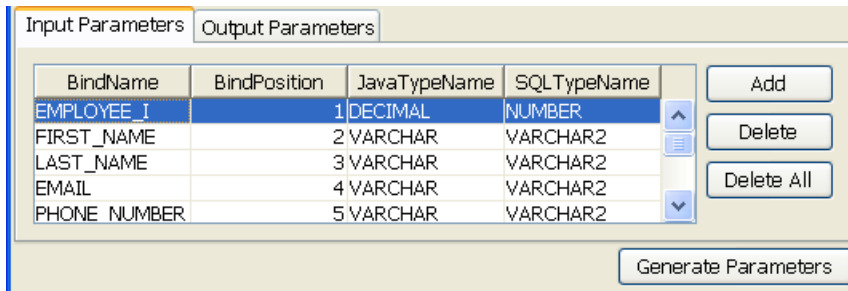 Input Parameters Output Parameters
BindName BindPosition JavaTypeName SQLTypeName Add
EMPLOYEE_I 1 DECIMAL NUMBER
FIRST_NAME 2 VARCHAR VARCHAR2 Delete
LAST_NAME 3 VARCHAR VARCHAR2
EMAIL 4 VARCHAR VARCHAR2 Delete All
PHONE_NUMBER 5 VARCHAR VARCHAR2
Generate Parameters